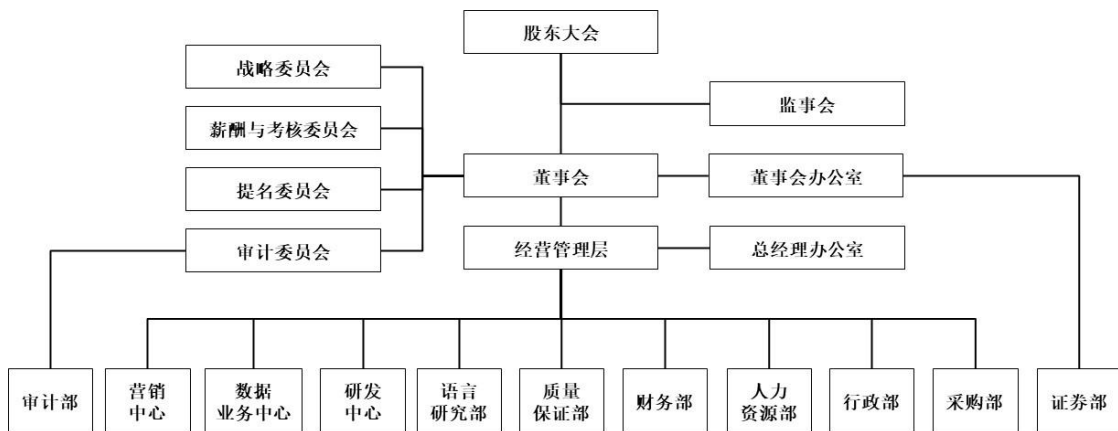 股东大会
战略委员会
监事会
薪酬与考核委员会
董事会
董事会办公室
提名委员会
审计委员会
经营管理层
总经理办公室
审计部
营销
中心
数据
业务中心
研发
中心
语言
研究部
质量
保证部
财务部
人力
资源部
行政部
采购部
证券部